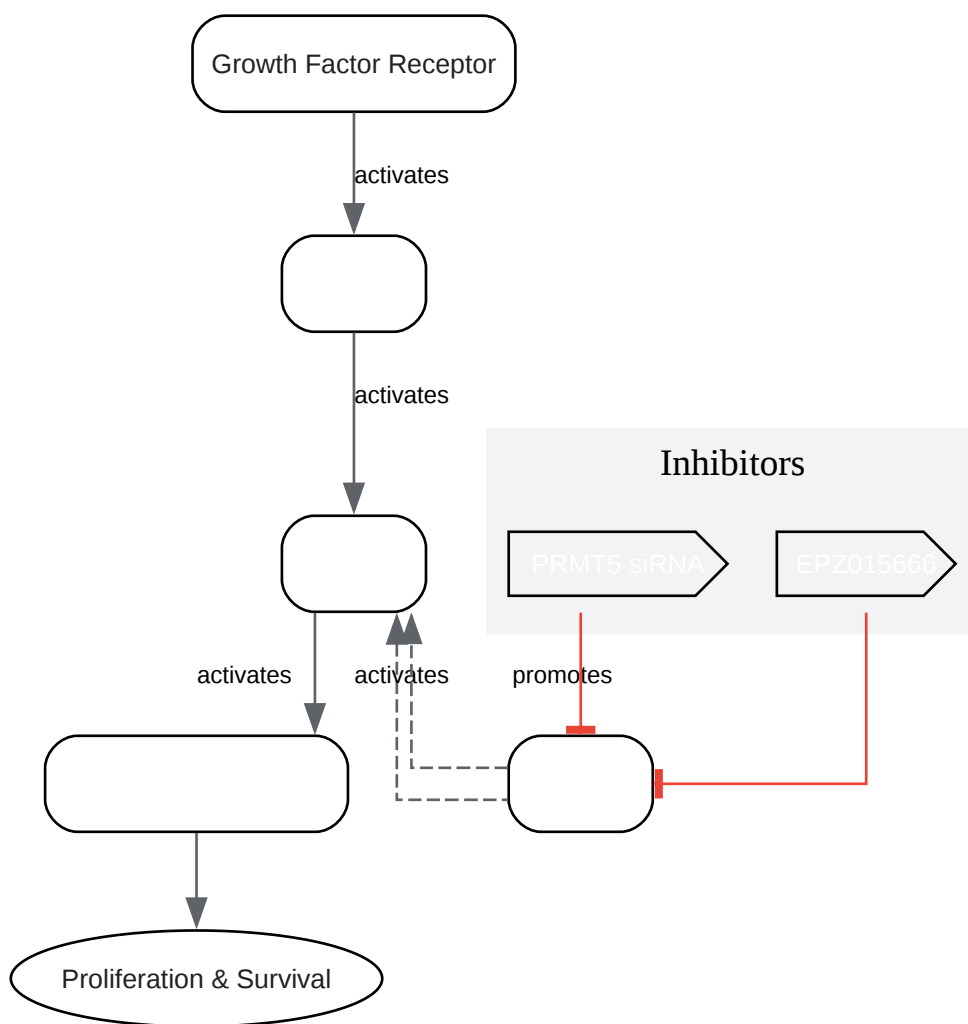 Growth Factor Receptor
activates
activates
Inhibitors
PRMT5 siRNA
EPZ015666
activates
activates
promotes
Proliferation & Survival